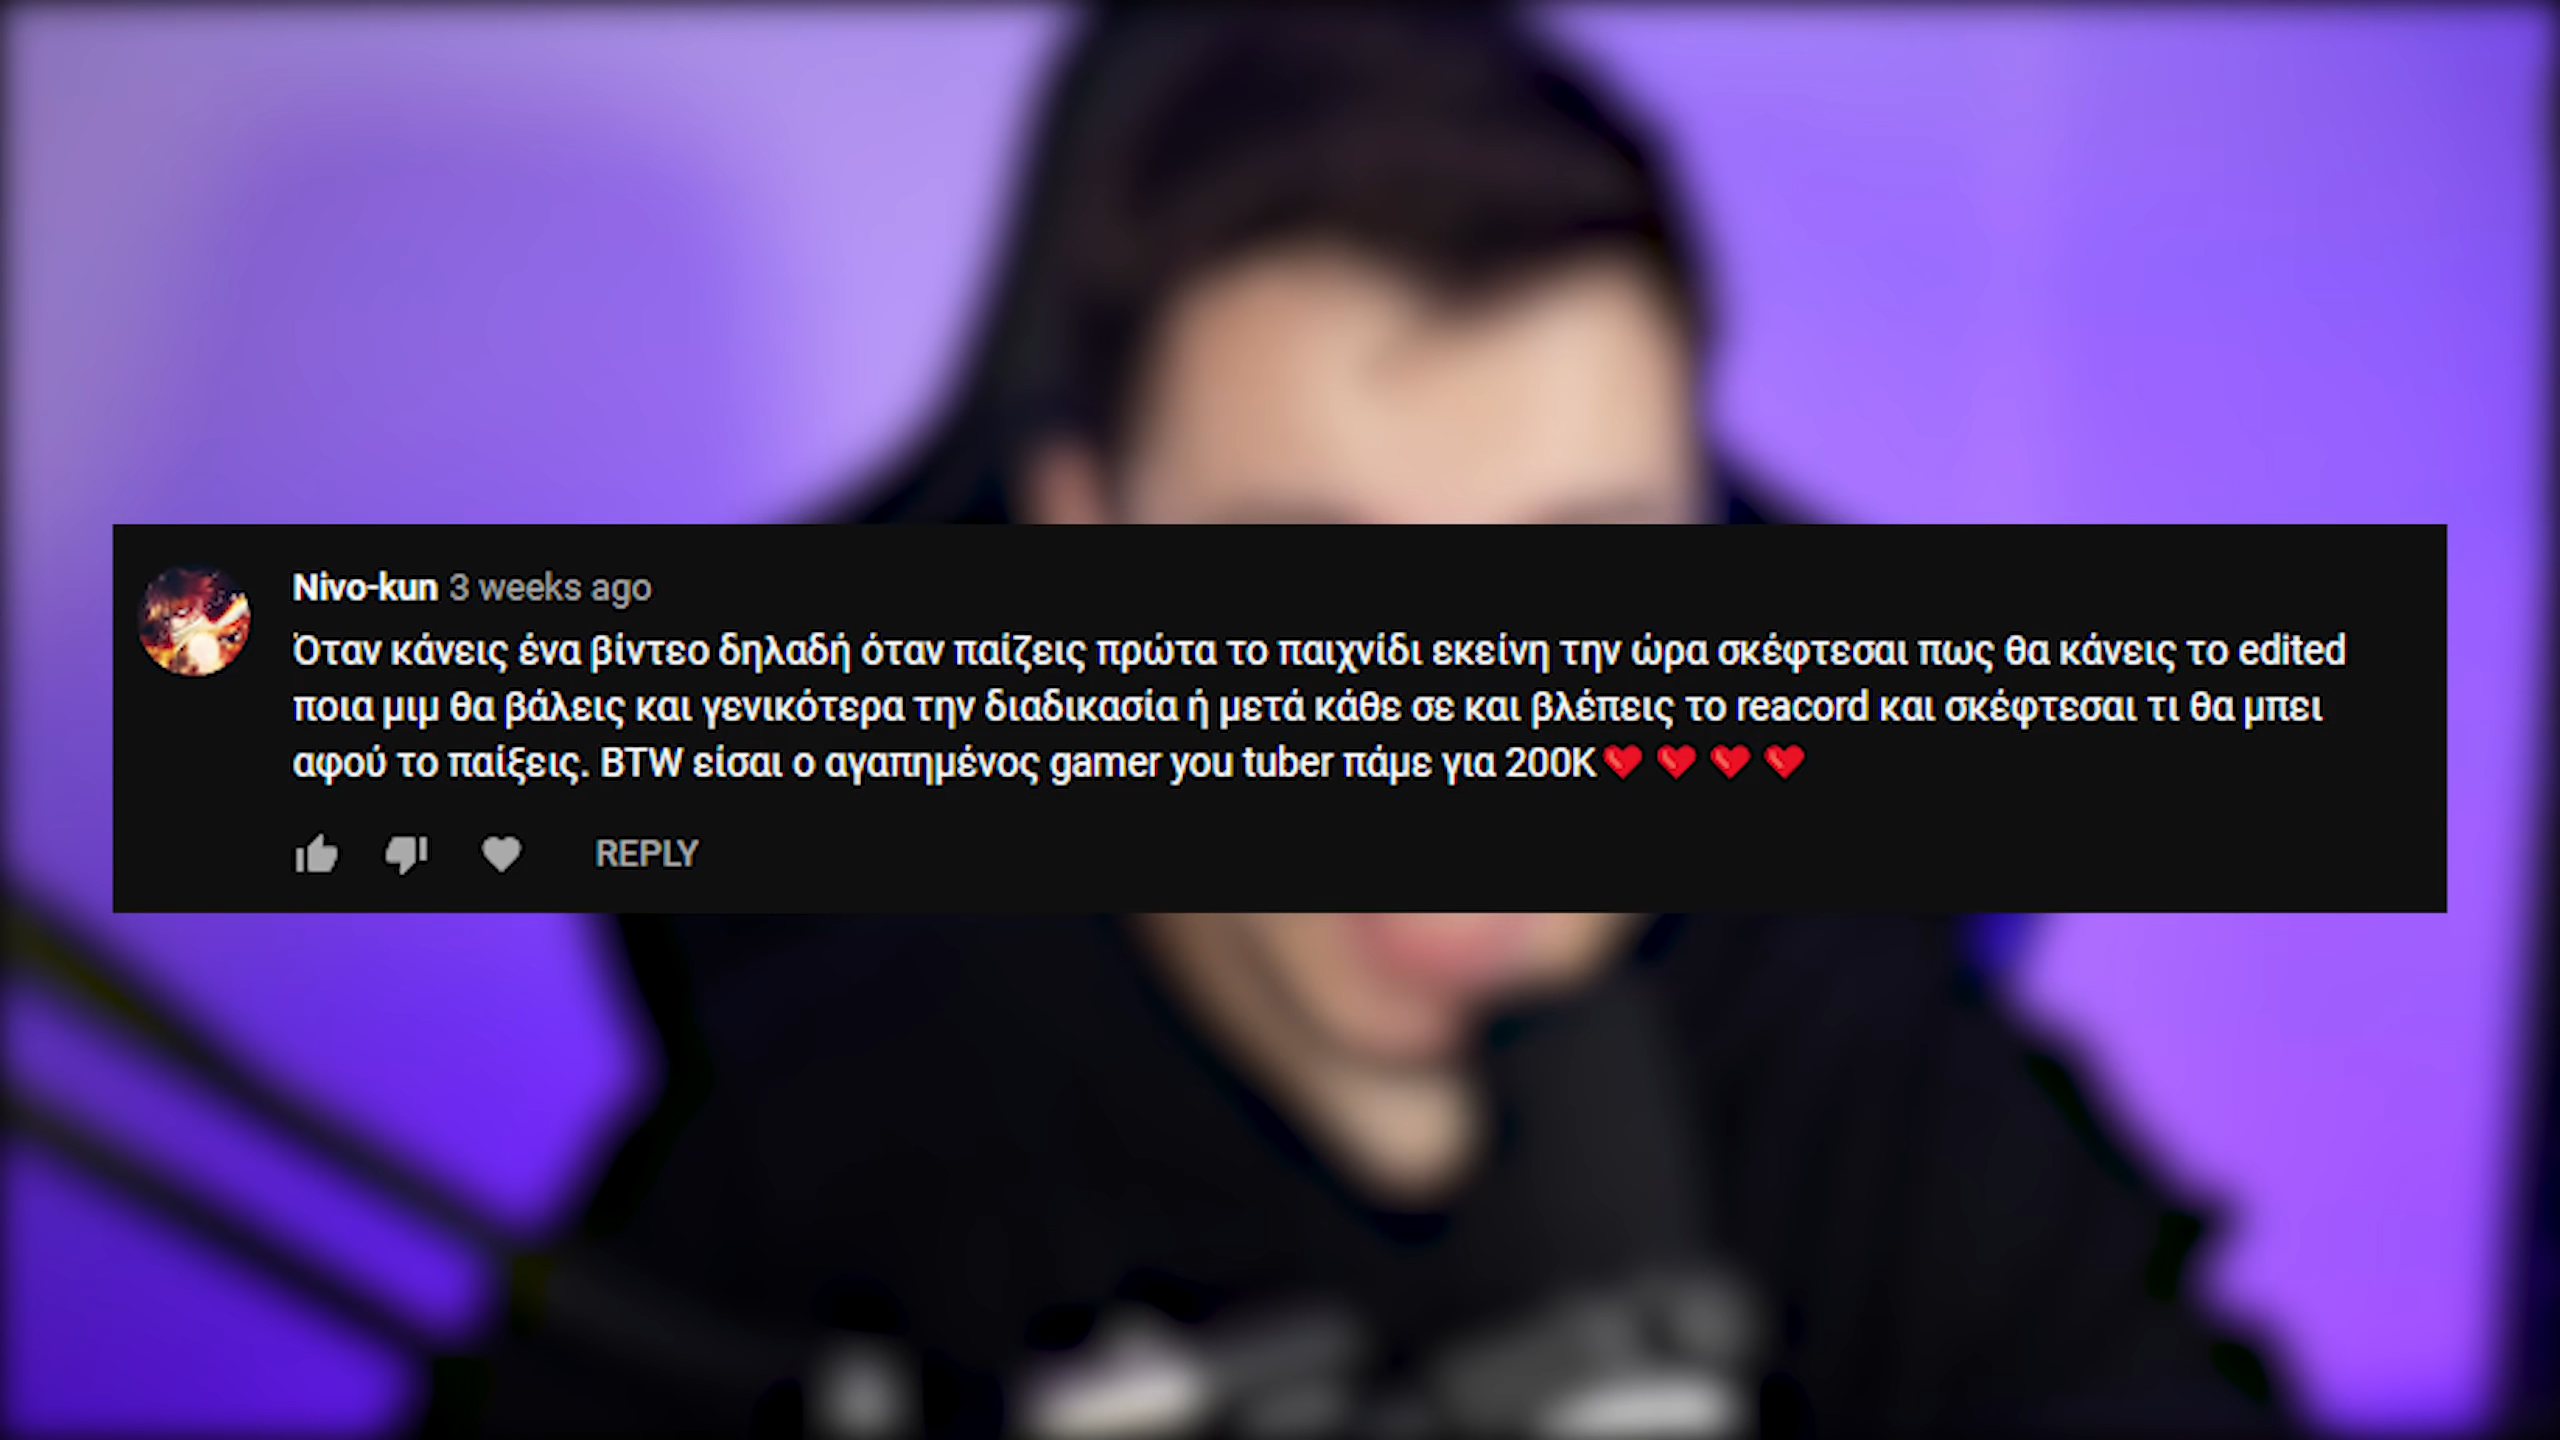 Nivo-kun 3 weeks ago
Όταν κάνεις ένα βίντεο δηλαδή όταν παίζεις πρώτα το παιχνίδι εκείνη την ώρα σκέφτεσαι πως θα κάνεις το edited
ποια μιμ θα βάλεις και γενικότερα την διαδικασία ή μετά κάθε σε και βλέπεις το reacord και σκέφτεσαι τι θα μπει
αφού το παίξεις. BTW είσαι ο αγαπημένος gamer you tuber πάμε για 200K❤️❤️❤️❤️
REPLY